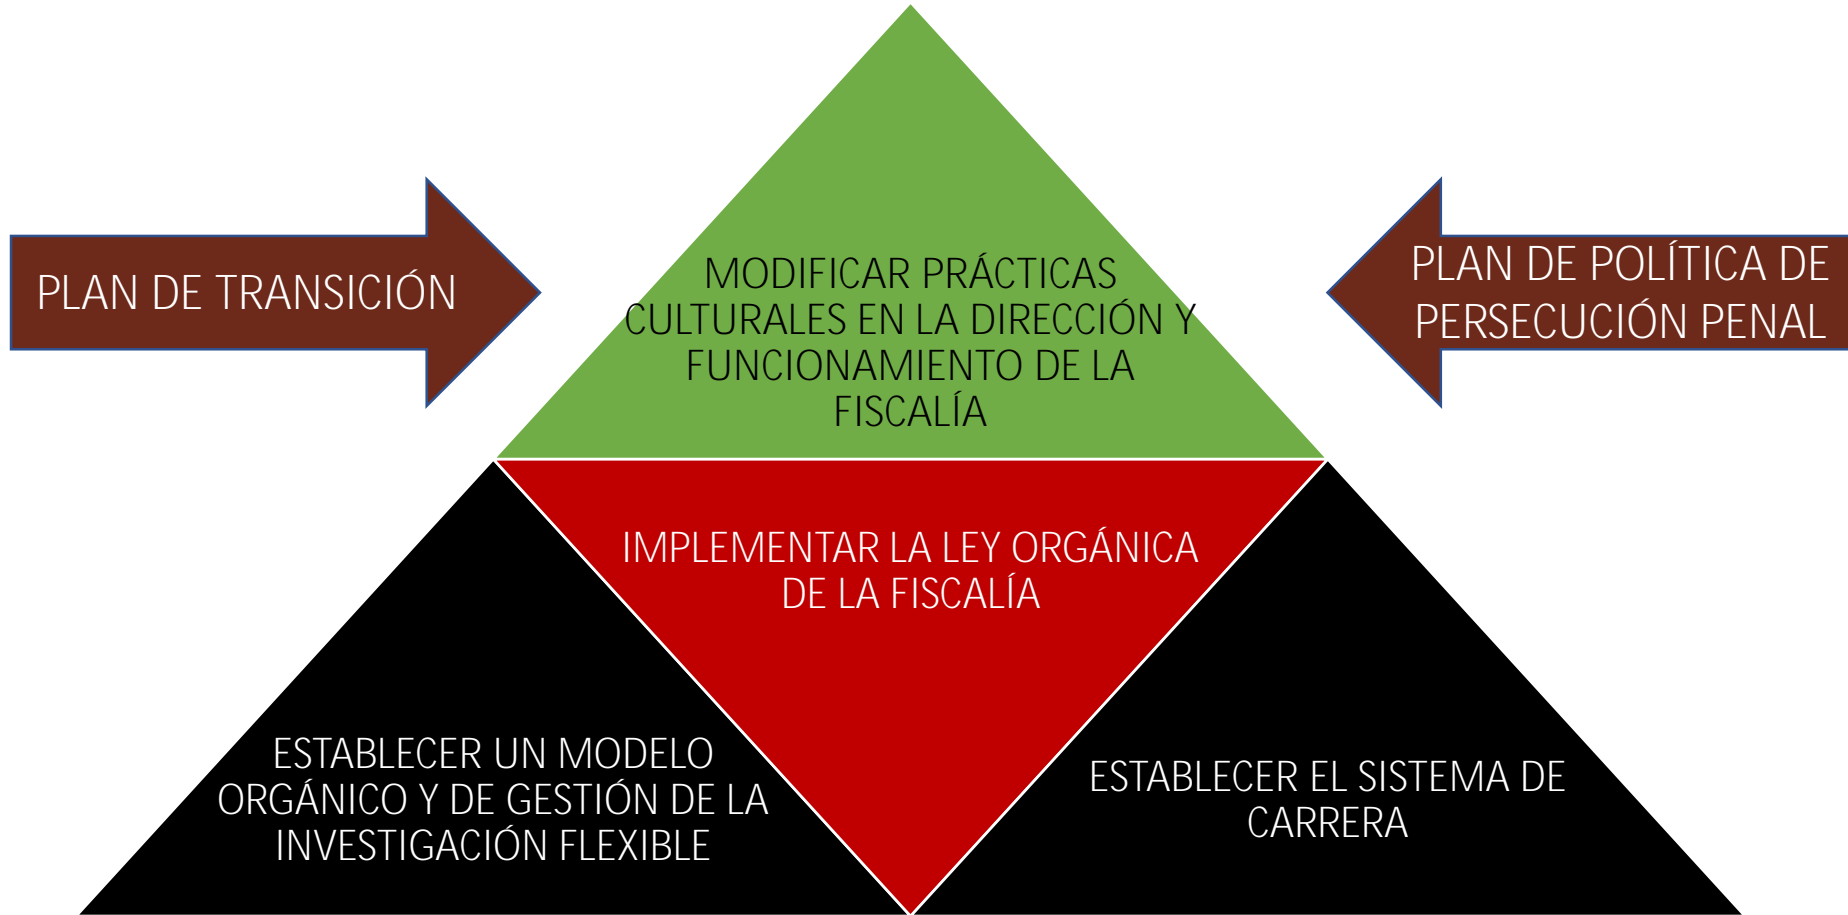 PLAN DE TRANSICIÓN
MODIFICAR PRÁCTICAS
CULTURALES EN LA DIRECCIÓN Y
FUNCIONAMIENTO DE LA
FISCALÍA
PLAN DE POLÍTICA DE
PERSECUCIÓN PENAL
IMPLEMENTAR LA LEY ORGÁNICA
DE LA FISCALÍA
ESTABLECER UN MODELO
ORGÁNICO Y DE GESTIÓN DE LA
INVESTIGACIÓN FLEXIBLE
ESTABLECER EL SISTEMA DE
CARRERA